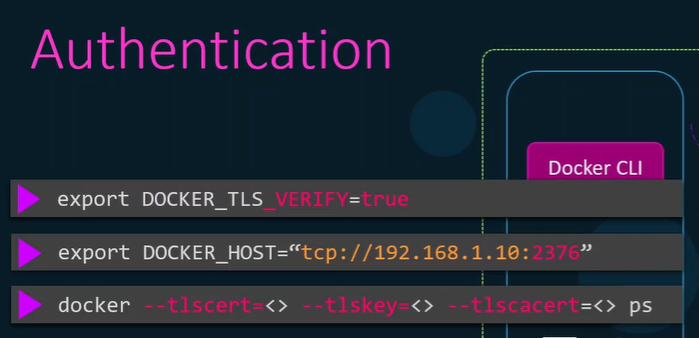 Authentication
Docker CLI
export DOCKER_TLS_VERIFY=true
export DOCKER_HOST=“tcp://192.168.1.10:2376”
docker --tlscert=<> --tlskey=<> --tlscacert=<> ps